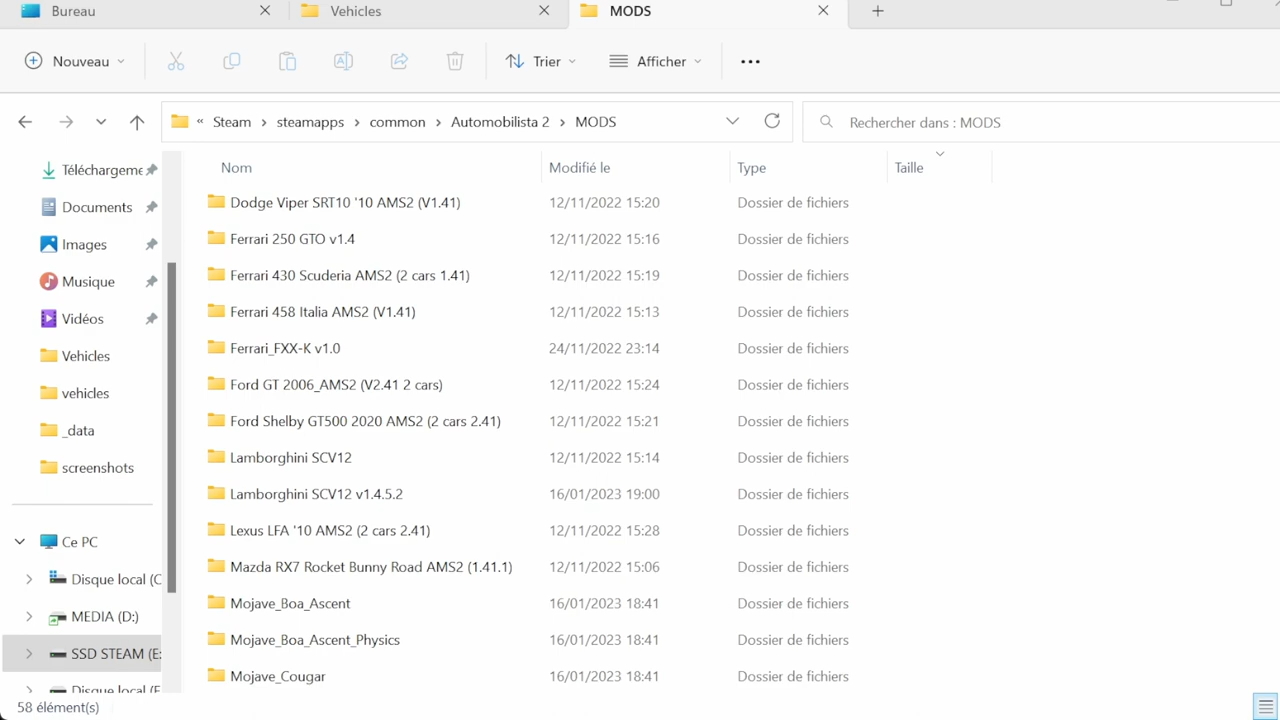 Bureau
Vehicles
MODS
Nouveau
Trier
Afficher
« Steam > steamapps > common > Automobilista 2 > MODS
Rechercher dans : MODS
Nom Modifié le Type Taille
Téléchargeme
Documents
Images
Musique
Vidéos
Vehicles
vehicles
_data
screenshots
Ce PC
Disque local (C
MEDIA (D:)
SSD STEAM (E:
Disque local (F
Dodge Viper SRT10 '10 AMS2 (V1.41) 12/11/2022 15:20 Dossier de fichiers
Ferrari 250 GTO v1.4 12/11/2022 15:16 Dossier de fichiers
Ferrari 430 Scuderia AMS2 (2 cars 1.41) 12/11/2022 15:19 Dossier de fichiers
Ferrari 458 Italia AMS2 (V1.41) 12/11/2022 15:13 Dossier de fichiers
Ferrari_FXX-K v1.0 24/11/2022 23:14 Dossier de fichiers
Ford GT 2006_AMS2 (V2.41 2 cars) 12/11/2022 15:24 Dossier de fichiers
Ford Shelby GT500 2020 AMS2 (2 cars 2.41) 12/11/2022 15:21 Dossier de fichiers
Lamborghini SCV12 12/11/2022 15:14 Dossier de fichiers
Lamborghini SCV12 v1.4.5.2 16/01/2023 19:00 Dossier de fichiers
Lexus LFA '10 AMS2 (2 cars 2.41) 12/11/2022 15:28 Dossier de fichiers
Mazda RX7 Rocket Bunny Road AMS2 (1.41.1) 12/11/2022 15:06 Dossier de fichiers
Mojave_Boa_Ascent 16/01/2023 18:41 Dossier de fichiers
Mojave_Boa_Ascent_Physics 16/01/2023 18:41 Dossier de fichiers
Mojave_Cougar 16/01/2023 18:41 Dossier de fichiers
58 élément(s)